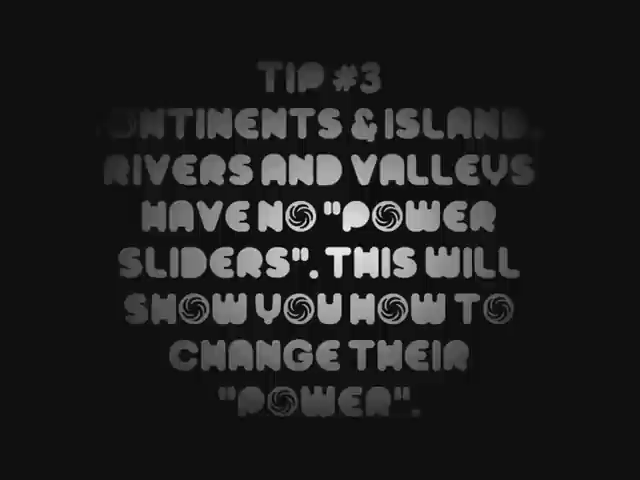 TIP #3
CONTINENTS & ISLAND.
RIVERS AND VALLEYS
HAVE NO "POWER
SLIDERS". THIS WILL
SHOW YOU HOW TO
CHANGE THEIR
"POWER".